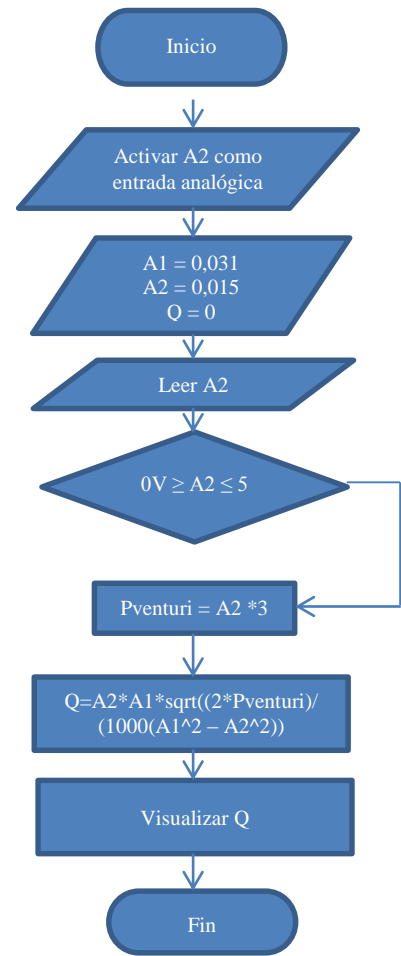 Inicio
Activar A2 como
entrada analógica
A1 = 0,031
A2 = 0,015
Q = 0
Leer A2
0V ≥ A2 ≤ 5
Pventuri = A2 *3
Q=A2*A1*sqrt((2*Pventuri)/
(1000(A1^2 – A2^2))
Visualizar Q
Fin